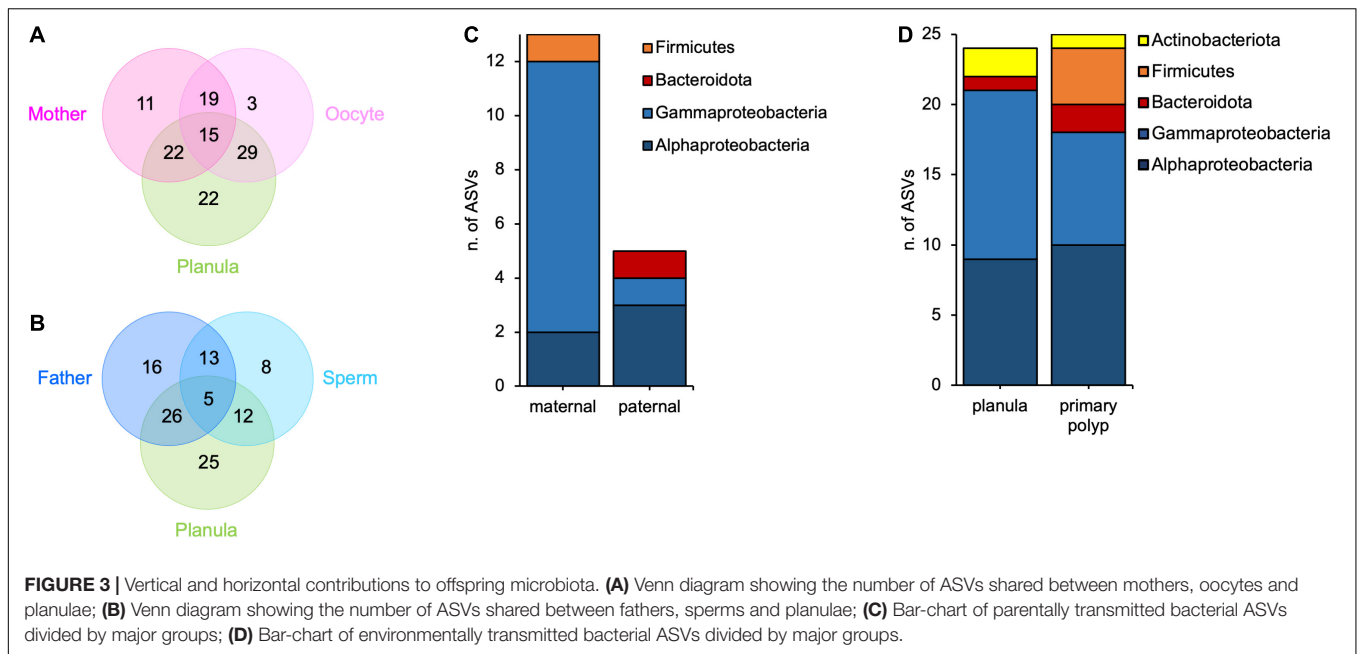 A
Mother
Oocyte
11
19
3
15
22
29
22
Planula
B
Father
Sperm
16
13
8
5
26
12
25
Planula
C
n. of ASVs
12
10
8
6
4
2
0
maternal
paternal
Firmicutes
Bacteroidota
Gammaproteobacteria
Alphaproteobacteria
D
n. of ASVs
25
20
15
10
5
0
planula
primary
polyp
Actinobacteriota
Firmicutes
Bacteroidota
Gammaproteobacteria
Alphaproteobacteria
FIGURE 3 | Vertical and horizontal contributions to offspring microbiota. (A) Venn diagram showing the number of ASVs shared between mothers, oocytes and
planulae; (B) Venn diagram showing the number of ASVs shared between fathers, sperms and planulae; (C) Bar-chart of parentally transmitted bacterial ASVs
divided by major groups; (D) Bar-chart of environmentally transmitted bacterial ASVs divided by major groups.